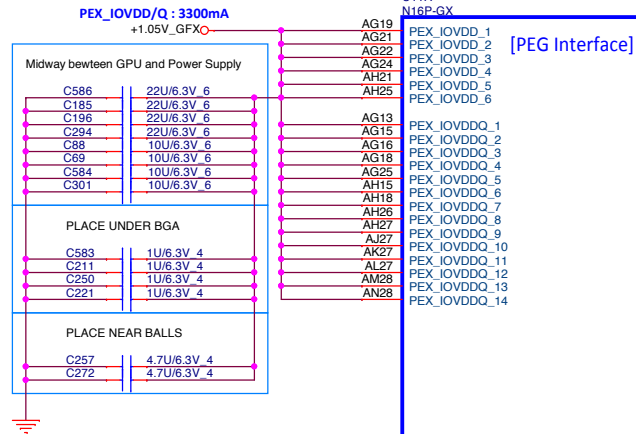 PEX_IOVDD/Q : 3300mA
+1.05V_GFX
N16P-GX
[PEG Interface]
AG19 PEX_IOVDD_1
AG21 PEX_IOVDD_2
AG22 PEX_IOVDD_3
AG24 PEX_IOVDD_4
AH21 PEX_IOVDD_5
AH25 PEX_IOVDD_6
AG13 PEX_IOVDDQ_1
AG15 PEX_IOVDDQ_2
AG16 PEX_IOVDDQ_3
AG18 PEX_IOVDDQ_4
AG25 PEX_IOVDDQ_5
AH15 PEX_IOVDDQ_6
AH18 PEX_IOVDDQ_7
AH26 PEX_IOVDDQ_8
AH27 PEX_IOVDDQ_9
AJ27 PEX_IOVDDQ_10
AK27 PEX_IOVDDQ_11
AL27 PEX_IOVDDQ_12
AM28 PEX_IOVDDQ_13
AN28 PEX_IOVDDQ_14
Midway bewteen GPU and Power Supply
C586 22U/6.3V_6
C185 22U/6.3V_6
C196 22U/6.3V_6
C294 22U/6.3V_6
C88 10U/6.3V_6
C69 10U/6.3V_6
C584 10U/6.3V_6
C301 10U/6.3V_6
PLACE UNDER BGA
C583 1U/6.3V_4
C211 1U/6.3V_4
C250 1U/6.3V_4
C221 1U/6.3V_4
PLACE NEAR BALLS
C257 4.7U/6.3V_4
C272 4.7U/6.3V_4